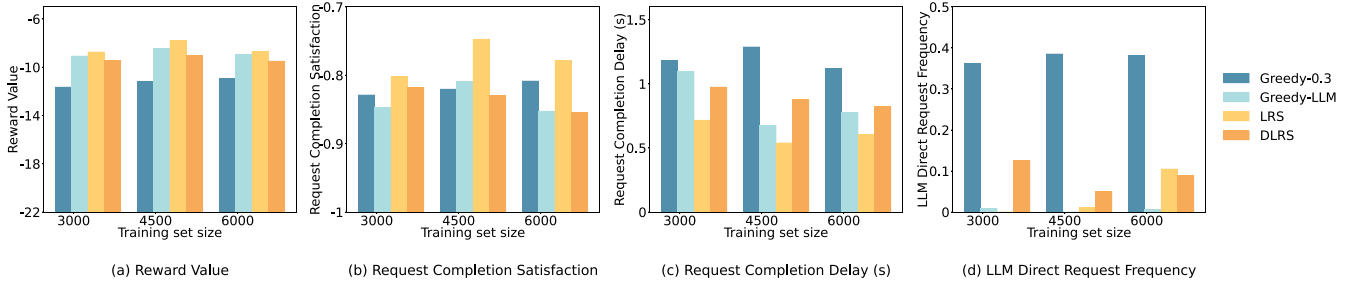 Reward Value
-6
-10
-14
-18
-22
3000
4500
6000
Training set size
(a) Reward Value
Request Completion Satisfaction
-0.7
-0.8
-0.9
-1
3000
4500
6000
Training set size
(b) Request Completion Satisfaction
Request Completion Delay (s)
1.5
1
0.5
0
3000
4500
6000
Training set size
(c) Request Completion Delay (s)
LLM Direct Request Frequency
0.5
0.4
0.3
0.2
0.1
0
3000
4500
6000
Training set size
(d) LLM Direct Request Frequency
Greedy-0.3
Greedy-LLM
LRS
DLRS